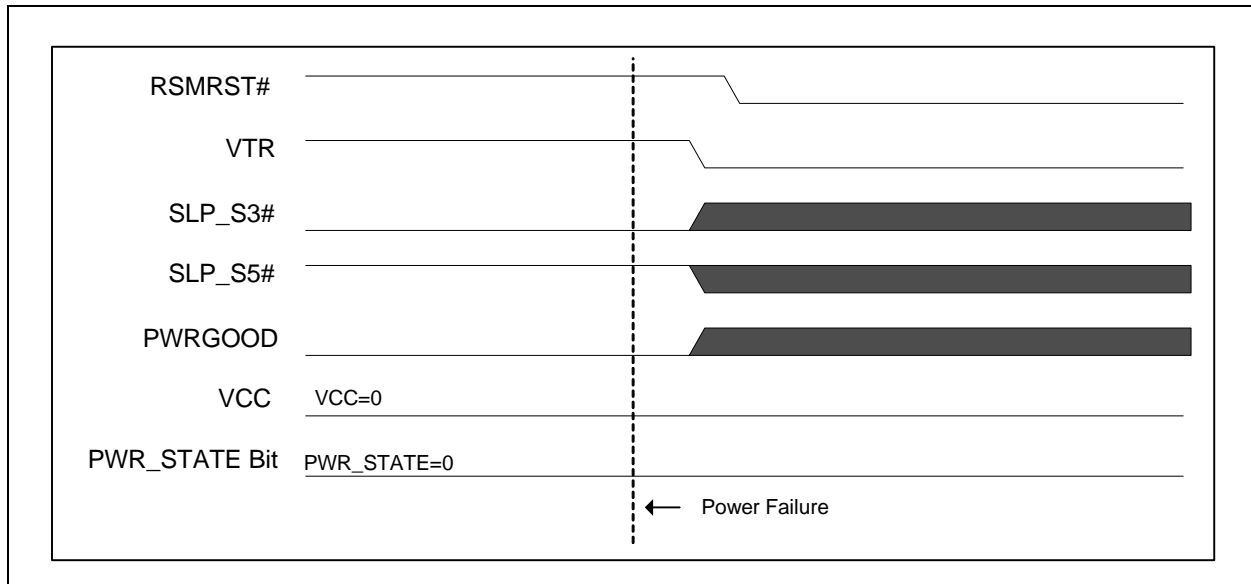 RSMRST#
VTR
SLP_S3#
SLP_S5#
PWRGOOD
VCC VCC=0
PWR_STATE Bit PWR_STATE=0
Power Failure